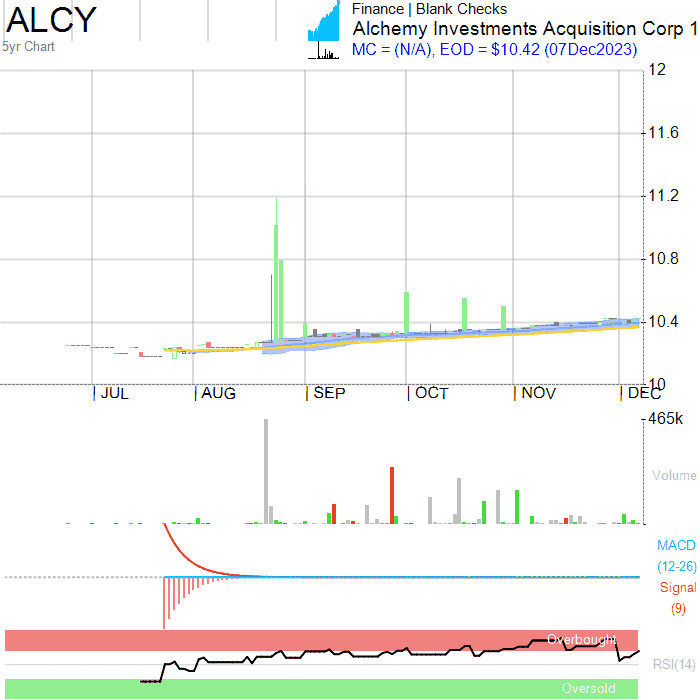 ALCY
5yr Chart
Finance | Blank Checks
Alchemy Investments Acquisition Corp 1
MC = (N/A), EOD = $10.42 (07Dec2023)
12
11.6
11.2
10.8
10.4
10
| JUL | AUG | SEP | OCT | NOV | DEC
465k
Volume
MACD
(12-26)
Signal
(9)
Overbought
RSI(14)
Oversold